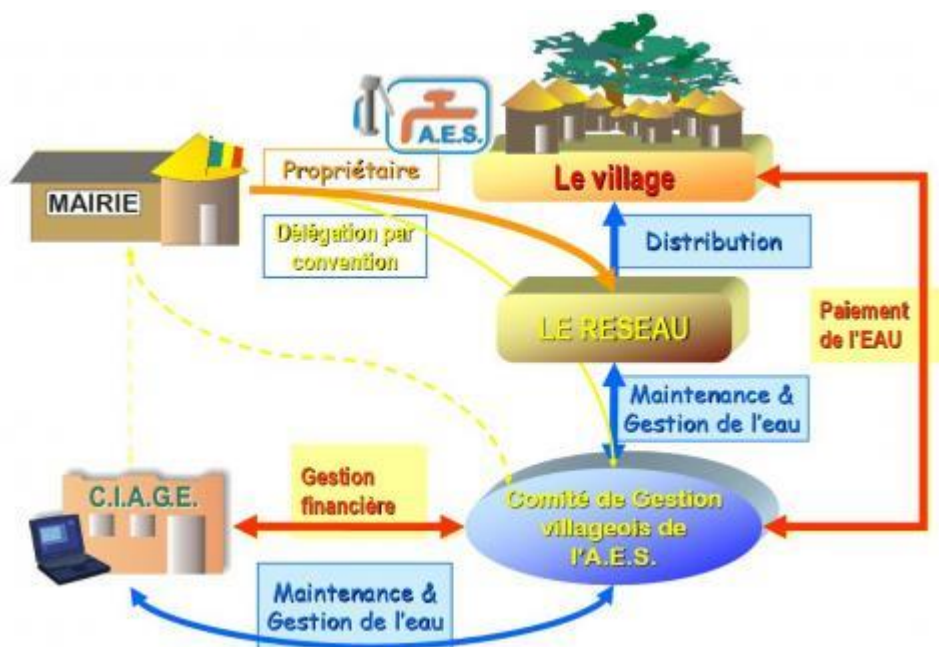 A.E.S.
Propriétaire
MAIRIE
Le village
Délégation par
convention
Distribution
LE RESEAU
Paiement
de l'EAU
Maintenance &
Gestion de l'eau
C.I.A.G.E.
Gestion
financière
Comité de Gestion
villageois de
l'A.E.S.
Maintenance &
Gestion de l'eau